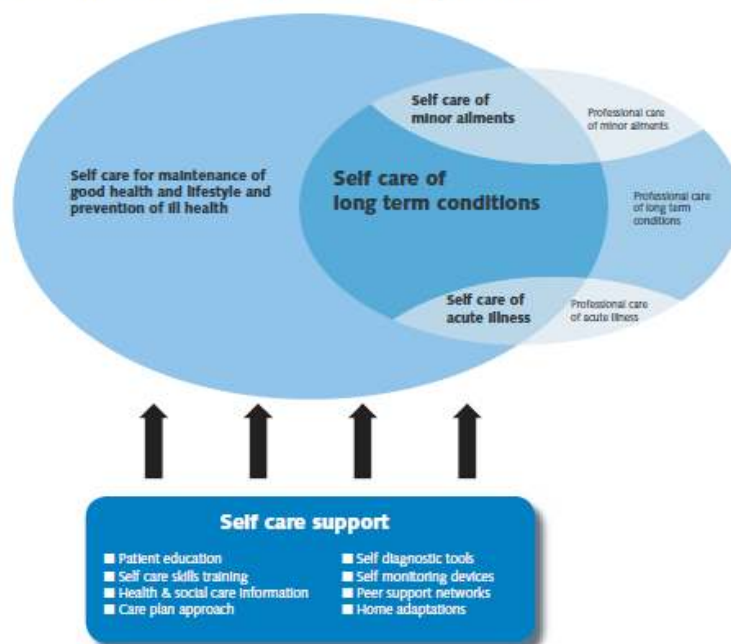 Self care of
minor ailments
Professional care
of minor ailments
Self care for maintenance of
good health and lifestyle and
prevention of ill health
Self care of
long term conditions
Professional care
of long term
conditions
Self care of
acute illness
Professional care
of acute illness
Self care support
■ Patient education
■ Self care skills training
■ Health & social care information
■ Care plan approach
■ Self diagnostic tools
■ Self monitoring devices
■ Peer support networks
■ Home adaptations